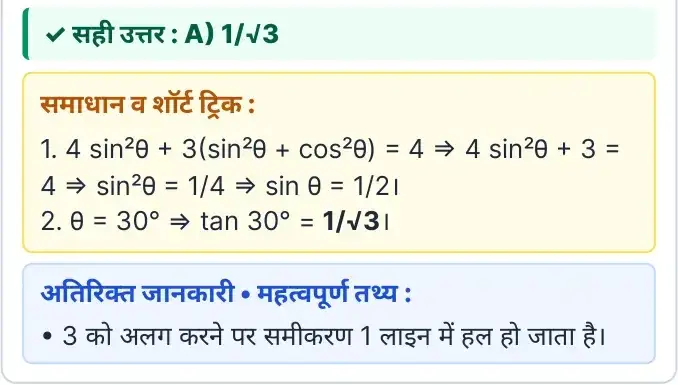 ✓ सही उत्तर : A) 1/√3
समाधान व शॉर्ट ट्रिक :
1. 4 sin²θ + 3(sin²θ + cos²θ) = 4 ⇒ 4 sin²θ + 3 =
4 ⇒ sin²θ = 1/4 ⇒ sin θ = 1/2।
2. θ = 30° ⇒ tan 30° = 1/√3।
अतिरिक्त जानकारी • महत्वपूर्ण तथ्य :
• 3 को अलग करने पर समीकरण 1 लाइन में हल हो जाता है।